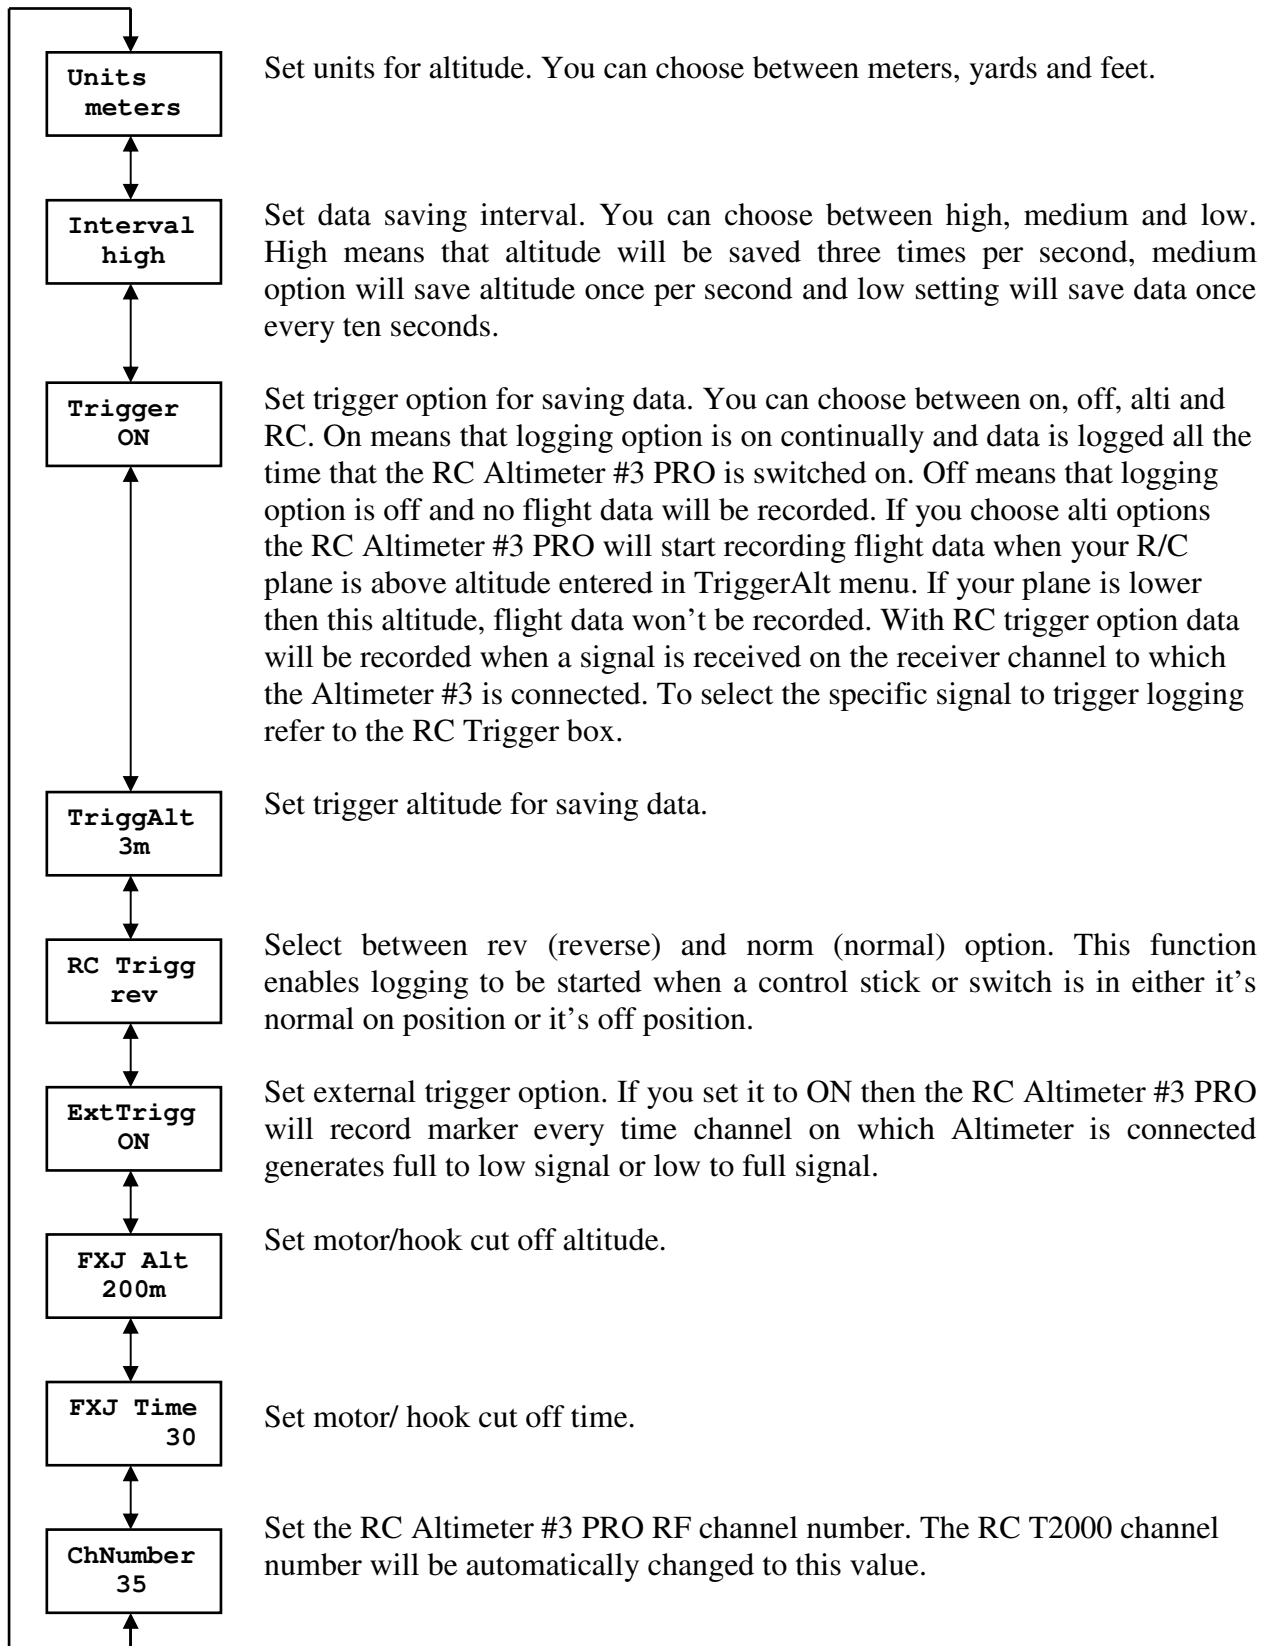 Units
meters
Set units for altitude. You can choose between meters, yards and feet.
Interval
high
Set data saving interval. You can choose between high, medium and low.
High means that altitude will be saved three times per second, medium
option will save altitude once per second and low setting will save data once
every ten seconds.
Trigger
ON
Set trigger option for saving data. You can choose between on, off, alti and
RC. On means that logging option is on continually and data is logged all the
time that the RC Altimeter #3 PRO is switched on. Off means that logging
option is off and no flight data will be recorded. If you choose alti options
the RC Altimeter #3 PRO will start recording flight data when your R/C
plane is above altitude entered in TriggerAlt menu. If your plane is lower
then this altitude, flight data won’t be recorded. With RC trigger option data
will be recorded when a signal is received on the receiver channel to which
the Altimeter #3 is connected. To select the specific signal to trigger logging
refer to the RC Trigger box.
TriggAlt
3m
Set trigger altitude for saving data.
RC Trigg
rev
Select between rev (reverse) and norm (normal) option. This function
enables logging to be started when a control stick or switch is in either it’s
normal on position or it’s off position.
ExtTrigg
ON
Set external trigger option. If you set it to ON then the RC Altimeter #3 PRO
will record marker every time channel on which Altimeter is connected
generates full to low signal or low to full signal.
FXJ Alt
200m
Set motor/hook cut off altitude.
FXJ Time
30
Set motor/ hook cut off time.
ChNumber
35
Set the RC Altimeter #3 PRO RF channel number. The RC T2000 channel
number will be automatically changed to this value.